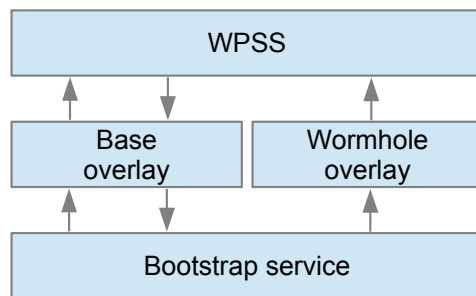 WPSS
Base
overlay
Wormhole
overlay
Bootstrap service